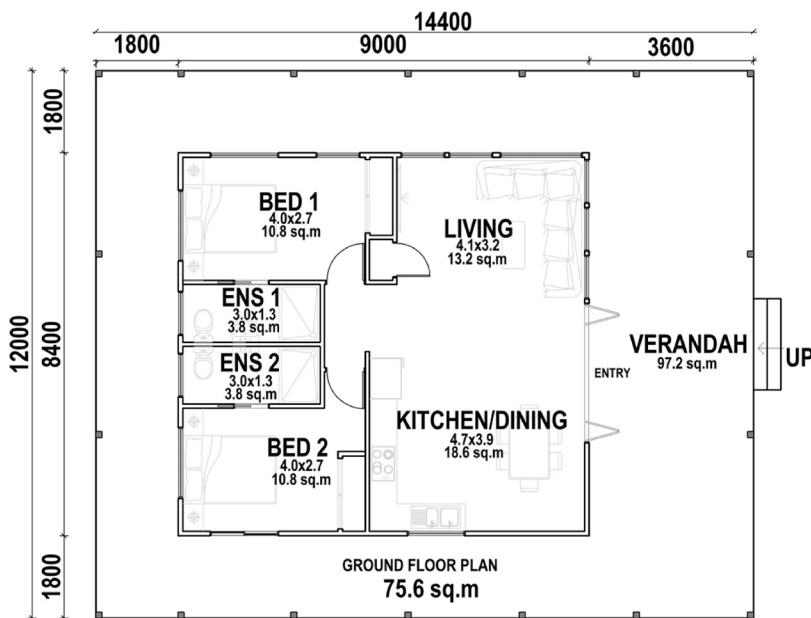 14400
1800
9000
3600
1800
12000
8400
1800
BED 1
4.0x2.7
10.8 sq.m
LIVING
4.1x3.2
13.2 sq.m
ENS 1
3.0x1.3
3.8 sq.m
ENS 2
3.0x1.3
3.8 sq.m
VERANDAH
97.2 sq.m
UP
ENTRY
KITCHEN/DINING
4.7x3.9
18.6 sq.m
BED 2
4.0x2.7
10.8 sq.m
GROUND FLOOR PLAN
75.6 sq.m